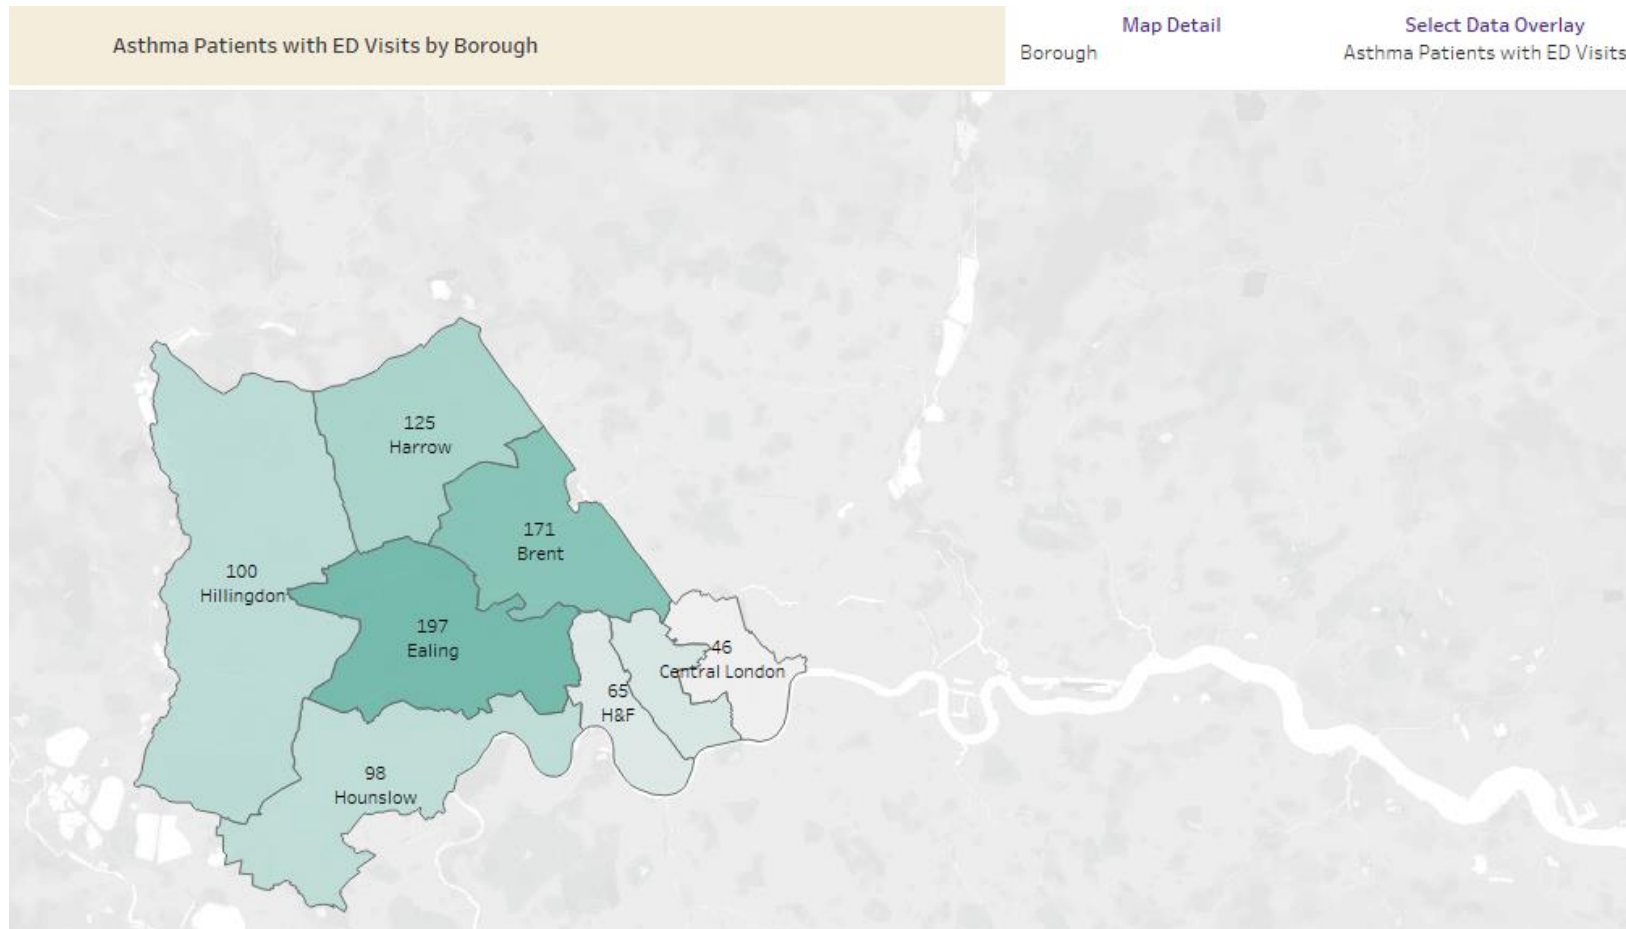 Asthma Patients with ED Visits by Borough
Map Detail
Borough
Select Data Overlay
Asthma Patients with ED Visits
125
Harrow
171
Brent
100
Hillingdon
197
Ealing
46
Central London
65
H&F
98
Hounslow